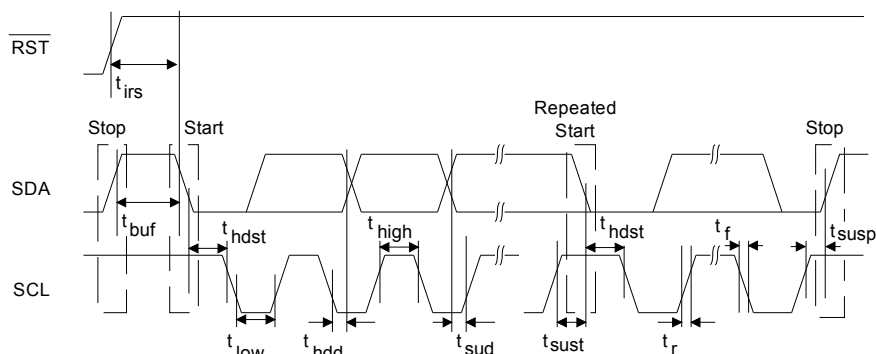 RST
t irs
Repeated
Stop Start Start Stop
SDA
t buf t hdst t high t hdst t f t susp
SCL
t low t hdd t sud t sust t r